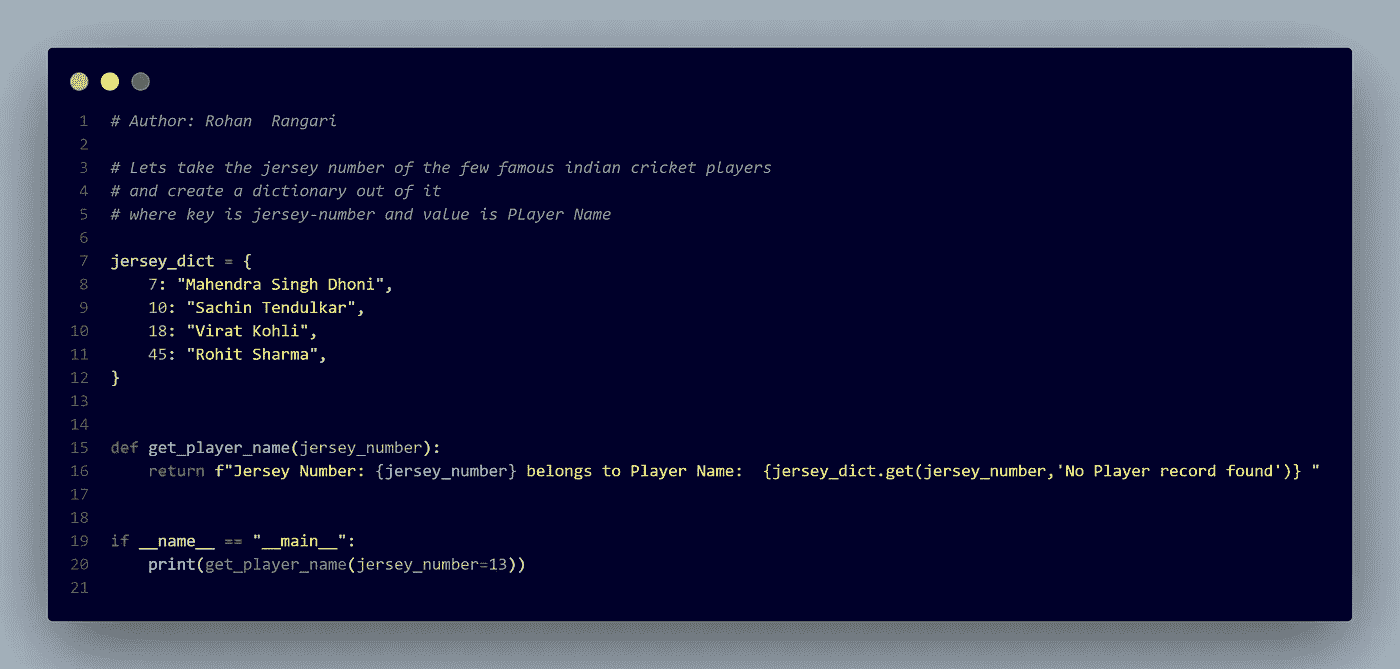 1 # Author: Rohan  Rangari
2
3 # Lets take the jersey number of the few famous indian cricket players
4 # and create a dictionary out of it
5 # where key is jersey-number and value is PLayer Name
6
7 jersey_dict = {
8     7: "Mahendra Singh Dhoni",
9     10: "Sachin Tendulkar",
10     18: "Virat Kohli",
11     45: "Rohit Sharma",
12 }
13
14
15 def get_player_name(jersey_number):
16     return f"Jersey Number: {jersey_number} belongs to Player Name:  {jersey_dict.get(jersey_number,'No Player record found')} "
17
18
19 if __name__ == "__main__":
20     print(get_player_name(jersey_number=13))
21